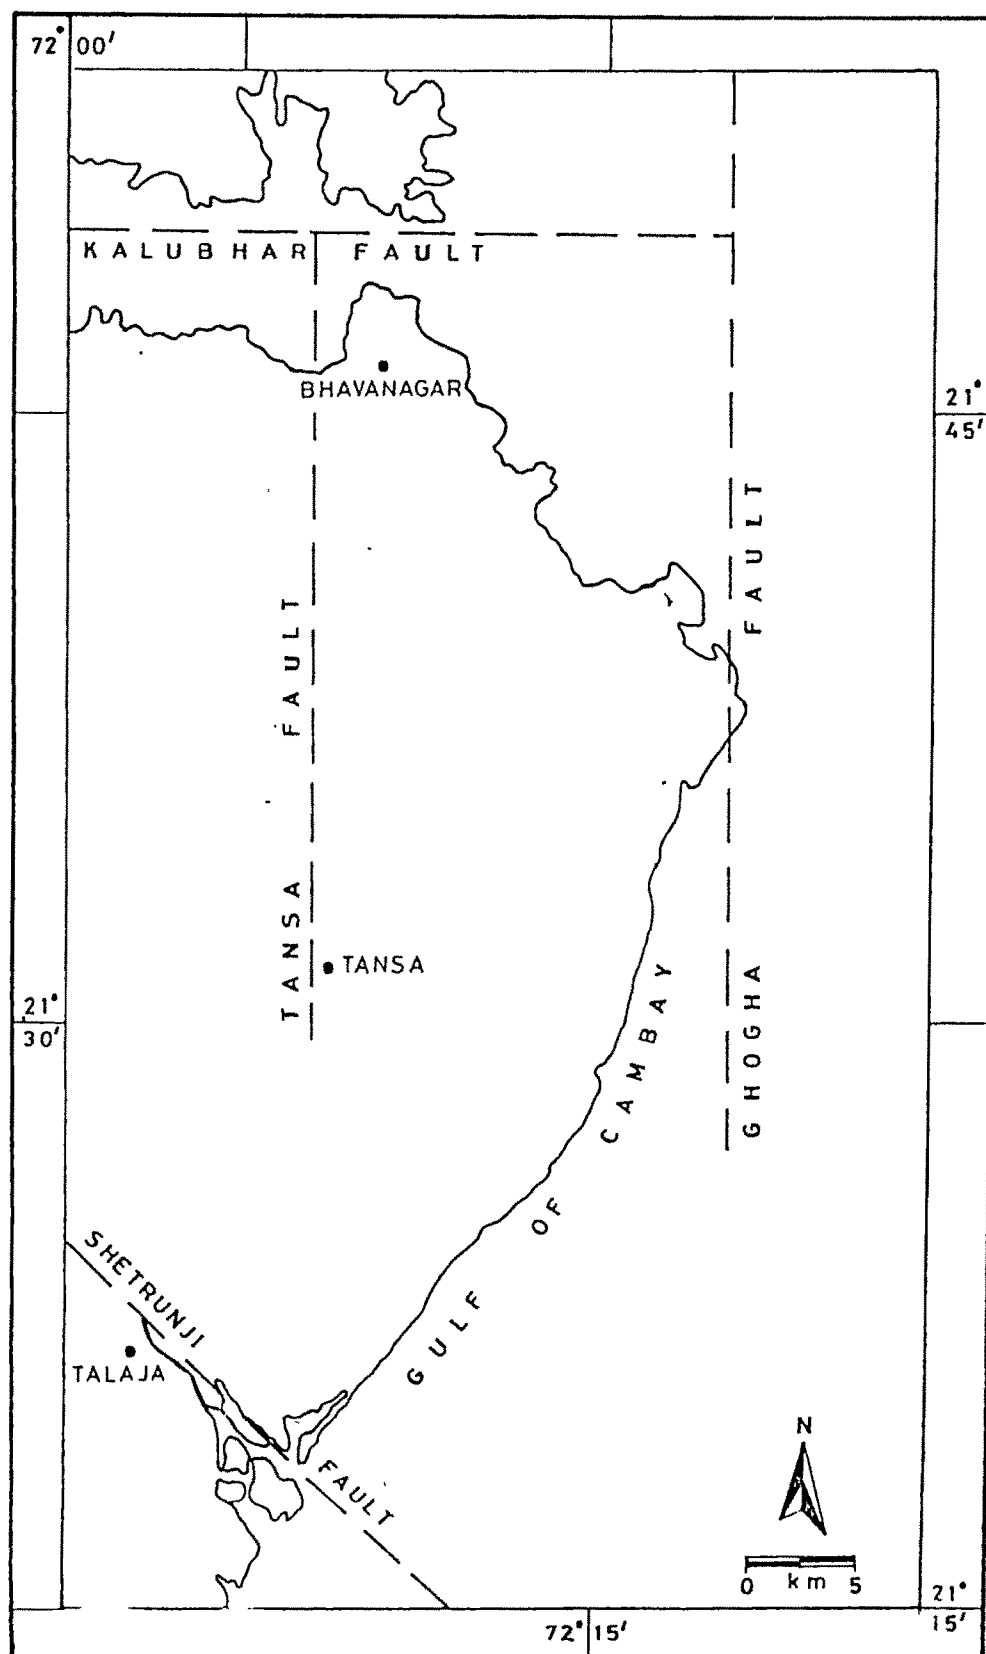 72° 00'
KALUBHAR FAULT
BHAVANAGAR
21° 45'
GHOGHA FAULT
TANSA FAULT
TANSA
21° 30'
GULF OF CAMBAY
SHETRUNJI FAULT
TALAJA
N
0 km 5
21° 15'
72° 15'